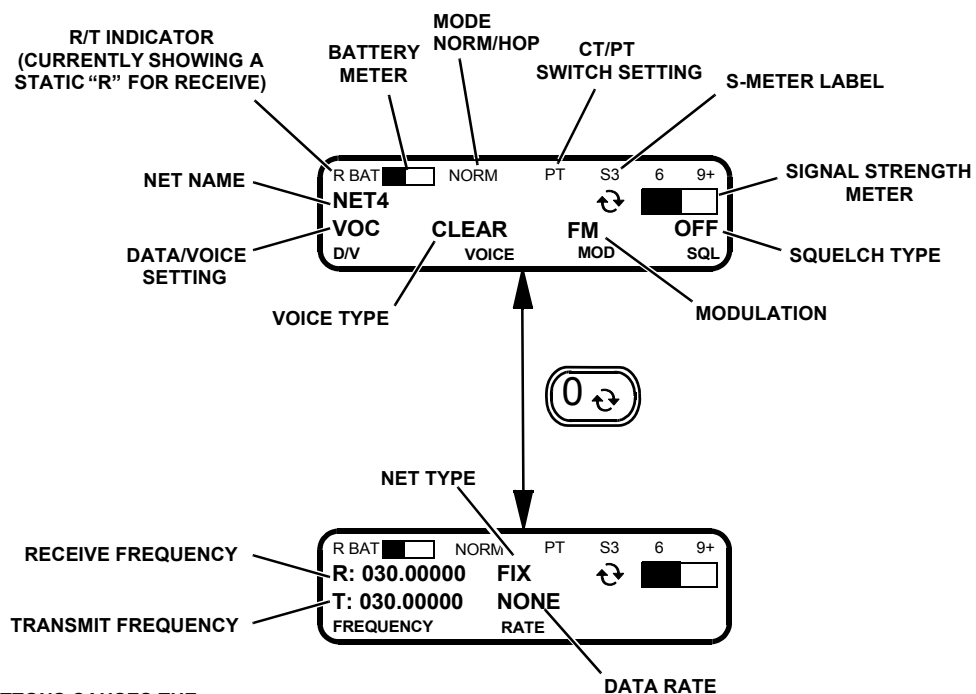 R/T INDICATOR
(CURRENTLY SHOWING A
STATIC “R” FOR RECEIVE)
BATTERY
METER
MODE
NORM/HOP
CT/PT
SWITCH SETTING
S-METER LABEL
NET NAME
DATA/VOICE
SETTING
VOICE TYPE
SIGNAL STRENGTH
METER
SQUELCH TYPE
MODULATION
R BAT NORM PT S3 6 9+
NET4
VOC CLEAR FM OFF
D/V VOICE MOD SQL
0
NET TYPE
RECEIVE FREQUENCY
TRANSMIT FREQUENCY
R BAT NORM PT S3 6 9+
R: 030.00000 FIX
T: 030.00000 NONE
FREQUENCY RATE
DATA RATE